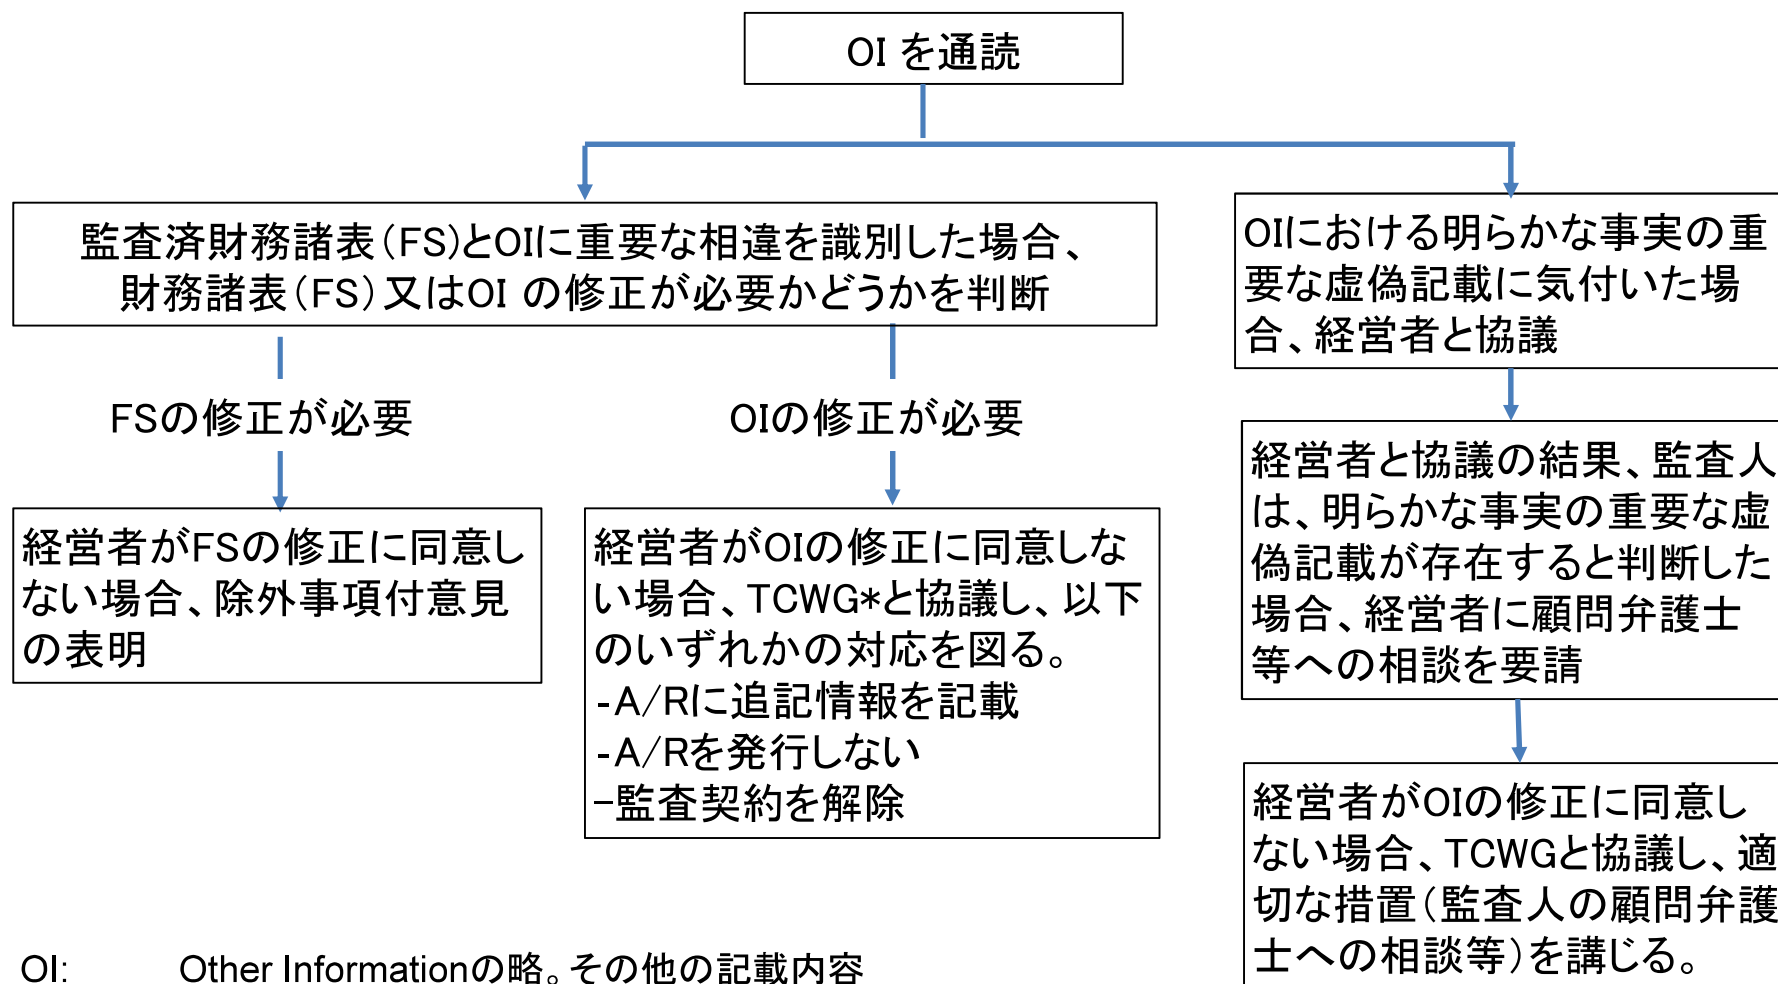 OI を通読
監査済財務諸表(FS)とOIに重要な相違を識別した場合、
財務諸表(FS)又はOI の修正が必要かどうかを判断
FSの修正が必要
OIの修正が必要
経営者がFSの修正に同意し
ない場合、除外事項付意見
の表明
経営者がOIの修正に同意しな
い場合、TCWG*と協議し、以下
のいずれかの対応を図る。
-A/Rに追記情報を記載
-A/Rを発行しない
−監査契約を解除
OIにおける明らかな事実の重
要な虚偽記載に気付いた場
合、経営者と協議
経営者と協議の結果、監査人
は、明らかな事実の重要な虚
偽記載が存在すると判断した
場合、経営者に顧問弁護士
等への相談を要請
経営者がOIの修正に同意し
ない場合、TCWGと協議し、適
切な措置(監査人の顧問弁護
士への相談等)を講じる。
OI: Other Informationの略。その他の記載内容